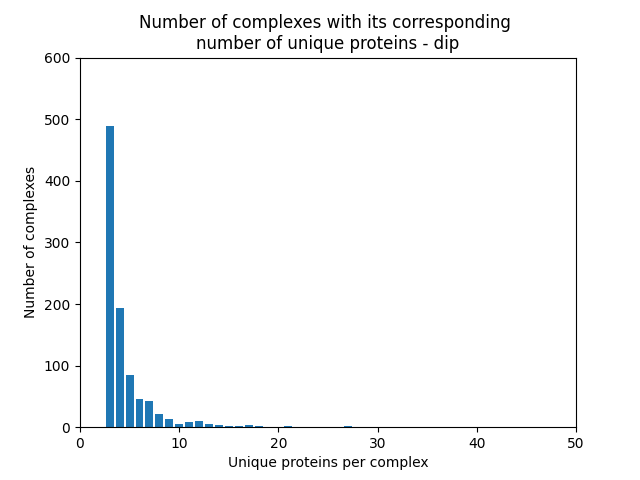 Number of complexes with its corresponding
number of unique proteins - dip
600
500
400
300
200
100
0
Number of complexes
0 10 20 30 40 50
Unique proteins per complex